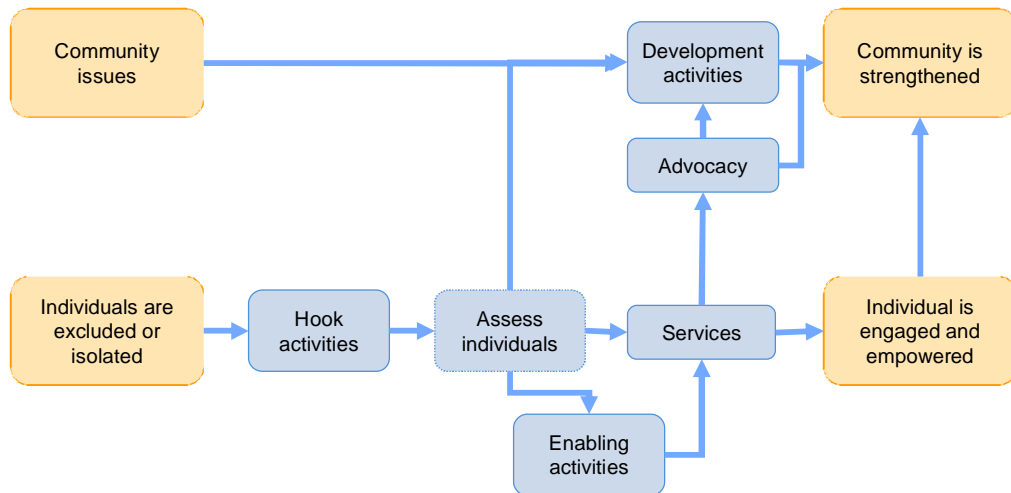 Community
issues
Development
activities
Community is
strengthened
Advocacy
Individuals are
excluded or
isolated
Hook
activities
Assess
individuals
Services
Individual is
engaged and
empowered
Enabling
activities